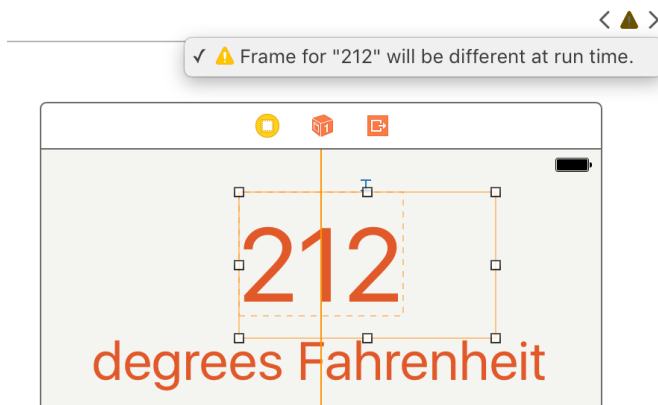 Frame for "212" will be different at run time.
212
degrees Fahrenheit